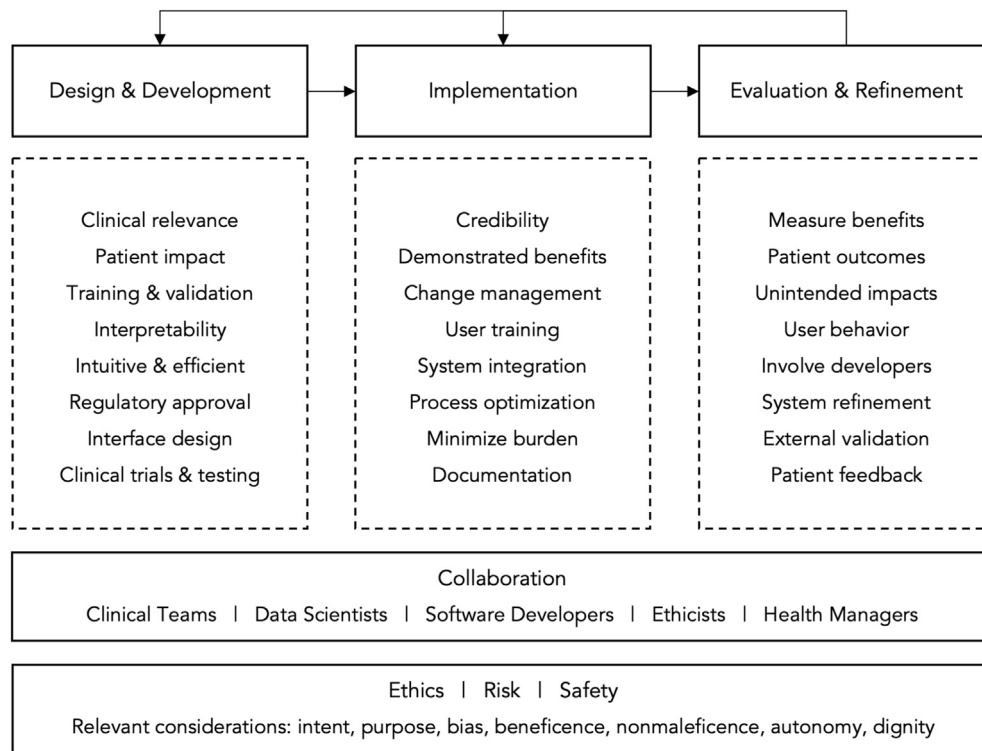 Design & Development
Implementation
Evaluation & Refinement
Clinical relevance
Patient impact
Training & validation
Interpretability
Intuitive & efficient
Regulatory approval
Interface design
Clinical trials & testing
Credibility
Demonstrated benefits
Change management
User training
System integration
Process optimization
Minimize burden
Documentation
Measure benefits
Patient outcomes
Unintended impacts
User behavior
Involve developers
System refinement
External validation
Patient feedback
Collaboration
Clinical Teams | Data Scientists | Software Developers | Ethicists | Health Managers
Ethics | Risk | Safety
Relevant considerations: intent, purpose, bias, beneficence, nonmaleficence, autonomy, dignity